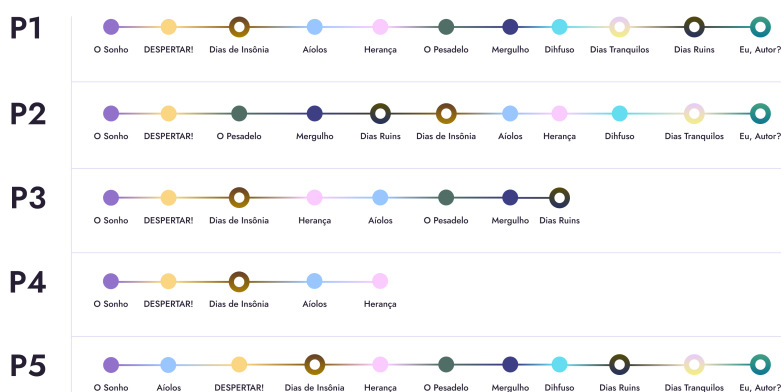 P1
O Sonho DESPERTAR! Dias de Insônia Aíolos Herança O Pesadelo Mergulho Dihfuso Dias Tranquilos Dias Ruins Eu, Autor?
P2
O Sonho DESPERTAR! O Pesadelo Mergulho Dias Ruins Dias de Insônia Aíolos Herança Dihfuso Dias Tranquilos Eu, Autor?
P3
O Sonho DESPERTAR! Dias de Insônia Herança Aíolos O Pesadelo Mergulho Dias Ruins
P4
O Sonho DESPERTAR! Dias de Insônia Aíolos Herança
P5
O Sonho Aíolos DESPERTAR! Dias de Insônia Herança O Pesadelo Mergulho Dihfuso Dias Ruins Dias Tranquilos Eu, Autor?